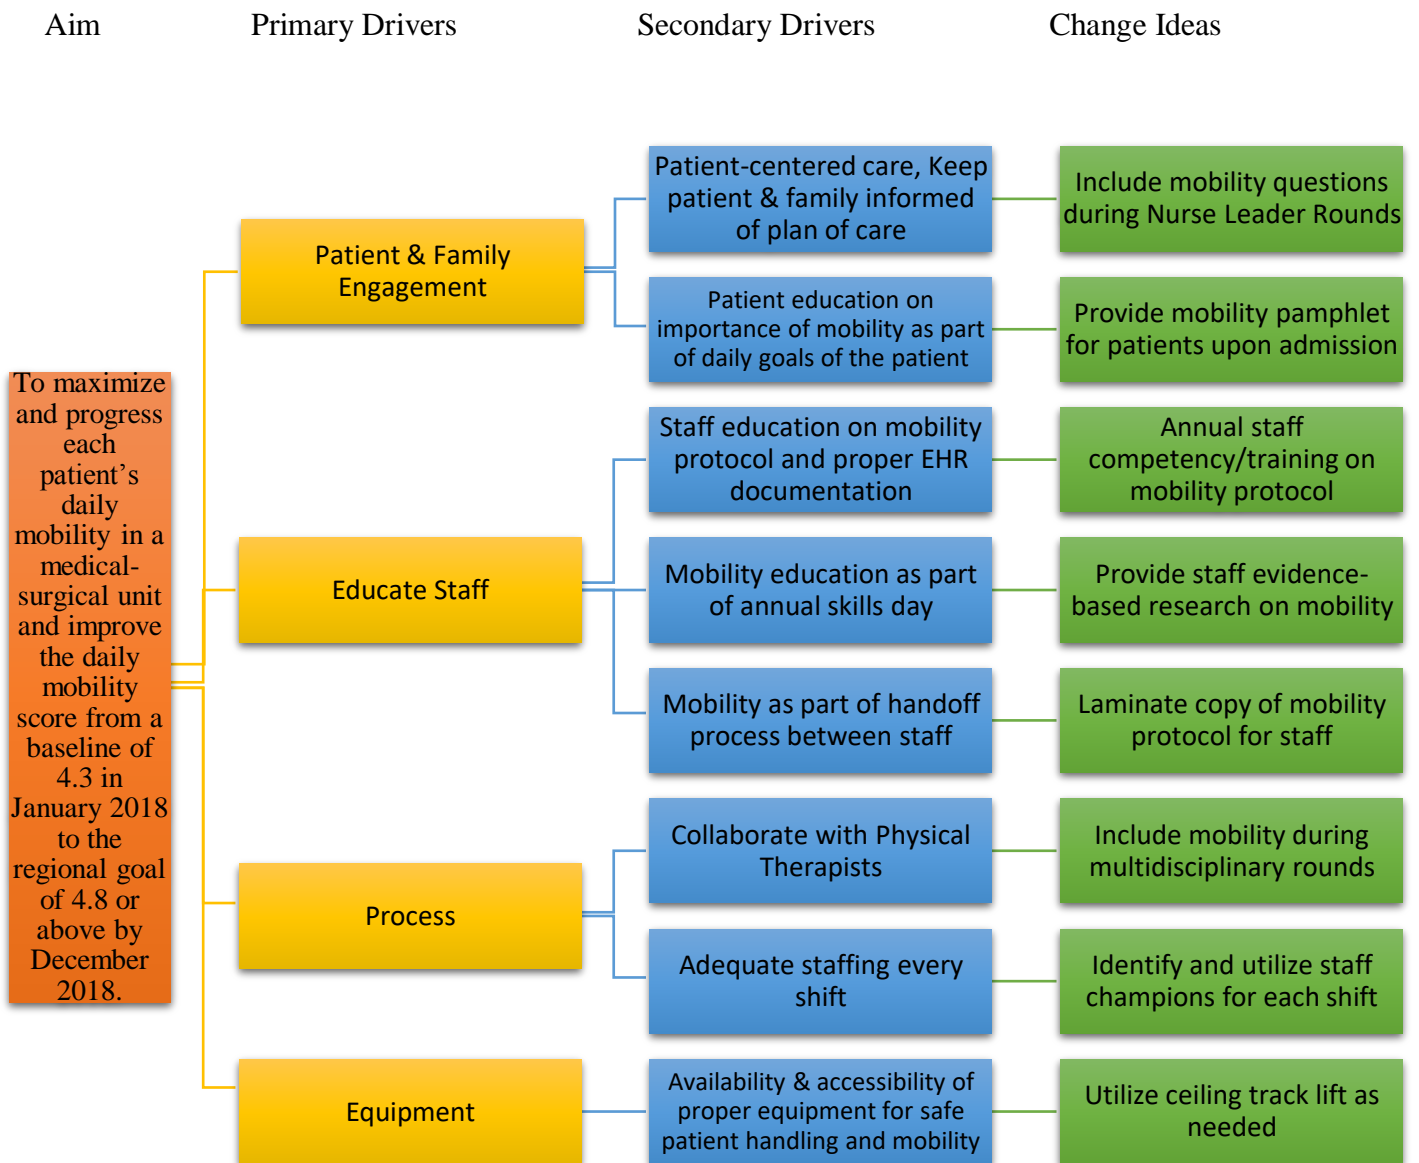 Aim
Primary Drivers
Secondary Drivers
Change Ideas
To maximize
and progress
each
patient’s
daily
mobility in a
medical-
surgical unit
and improve
the daily
mobility
score from a
baseline of
4.3 in
January 2018
to the
regional goal
of 4.8 or
above by
December
2018.
Patient & Family
Engagement
Patient-centered care, Keep
patient & family informed
of plan of care
Include mobility questions
during Nurse Leader Rounds
Patient education on
importance of mobility as part
of daily goals of the patient
Provide mobility pamphlet
for patients upon admission
Educate Staff
Staff education on mobility
protocol and proper EHR
documentation
Annual staff
competency/training on
mobility protocol
Mobility education as part
of annual skills day
Provide staff evidence-
based research on mobility
Mobility as part of handoff
process between staff
Laminate copy of mobility
protocol for staff
Process
Collaborate with Physical
Therapists
Include mobility during
multidisciplinary rounds
Adequate staffing every
shift
Identify and utilize staff
champions for each shift
Equipment
Availability & accessibility of
proper equipment for safe
patient handling and mobility
Utilize ceiling track lift as
needed